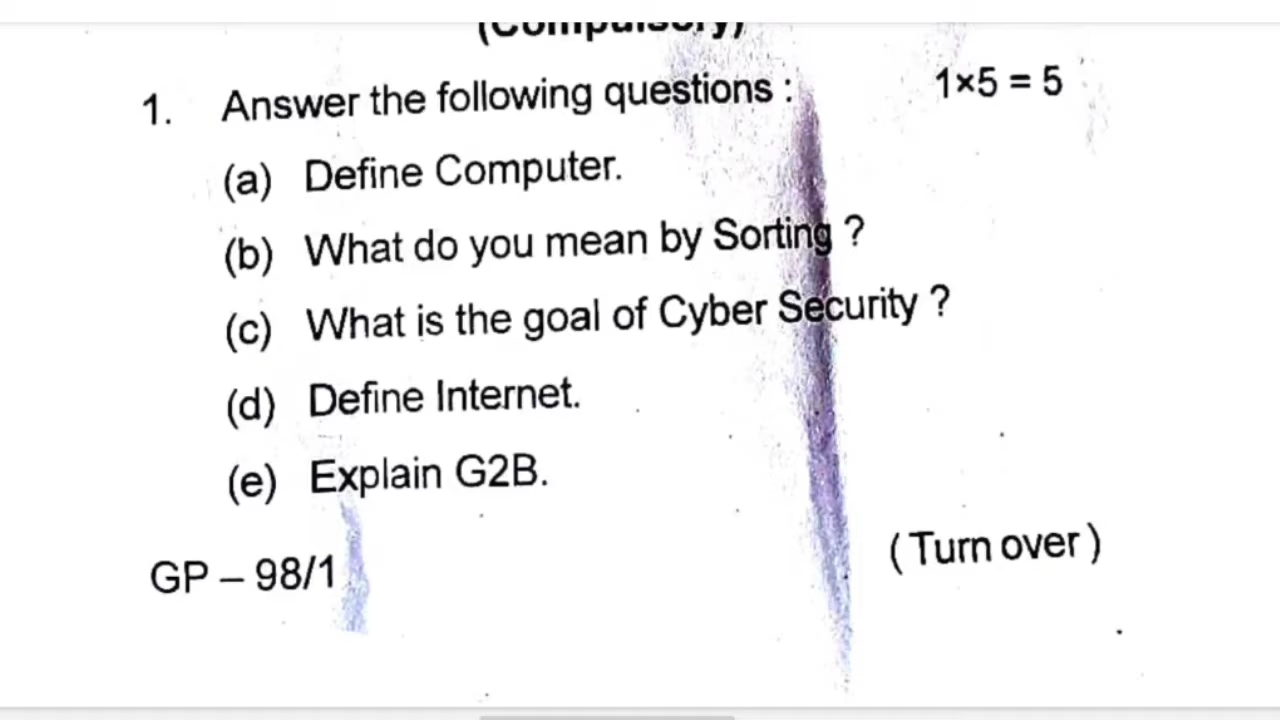 (Compulsory)
1. Answer the following questions : 1×5 = 5
(a) Define Computer.
(b) What do you mean by Sorting ?
(c) What is the goal of Cyber Security ?
(d) Define Internet.
(e) Explain G2B.
GP – 98/1
( Turn over )